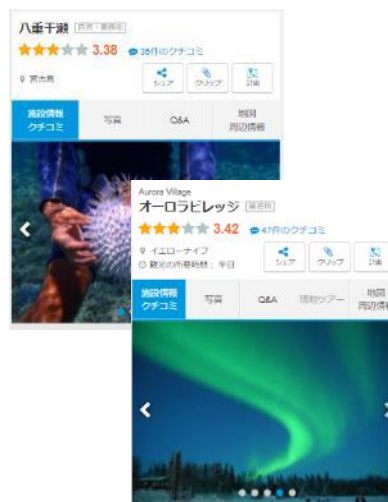 八重干瀬
3.38 36件のクチコミ
宮古島
シェア クリップ 計画
施設情報
クチコミ
写真
Q&A
地図
周辺情報
Aurora Village
オーロラビレッジ
3.42 47件のクチコミ
イエローナイフ
観光の所要時間： 半日
シェア クリップ 計画
施設情報
クチコミ
写真
Q&A
現地ツアー
地図
周辺情報